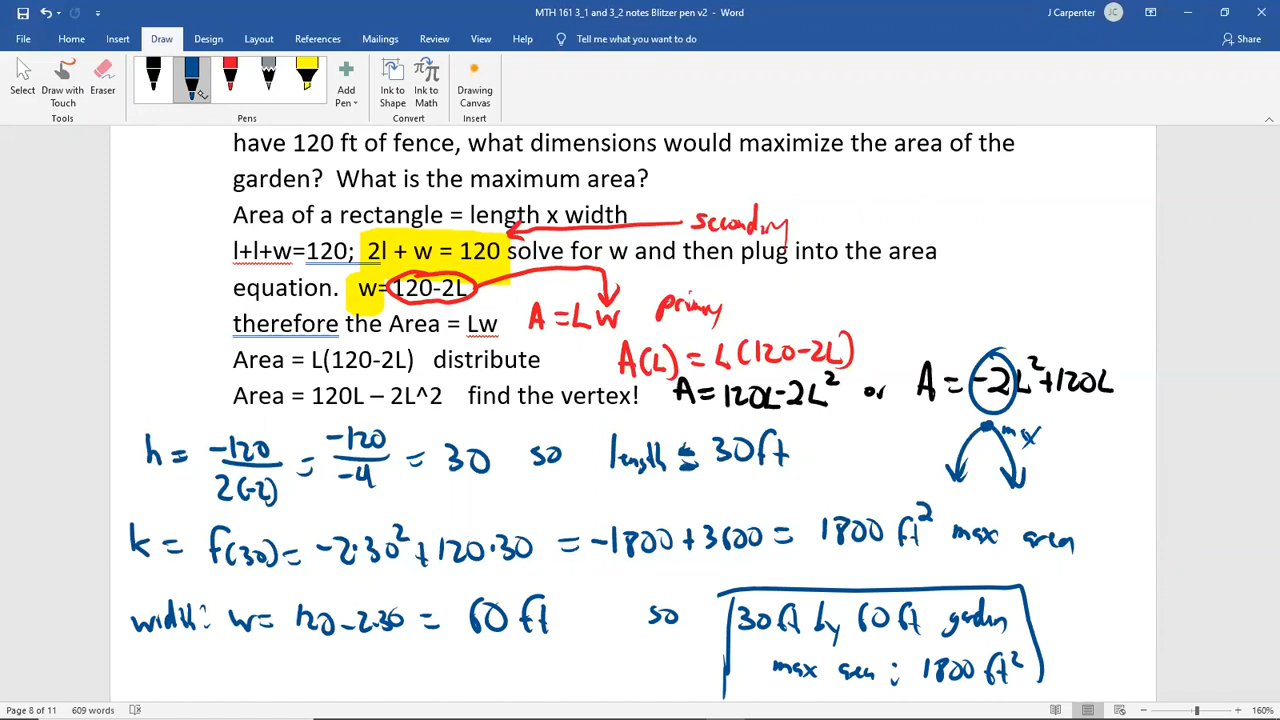 MTH 161 3_1 and 3_2 notes Blitzer pen v2 - Word
J Carpenter JC
File Home Insert Draw Design Layout References Mailings Review View Help Tell me what you want to do Share
Select Draw with Touch Eraser Add Pen Ink to Shape Ink to Math Drawing Canvas
Tools Pens Convert Insert
have 120 ft of fence, what dimensions would maximize the area of the
garden? What is the maximum area?
Area of a rectangle = length x width
secondary
l+l+w=120; 2l + w = 120 solve for w and then plug into the area
equation. w=120-2L
therefore the Area = Lw A = LW primary
Area = L(120-2L) distribute A(L) = L(120-2L)
Area = 120L – 2L^2 find the vertex! A = 120L-2L² or A = -2L²+120L
max
h = -120/2(-2) = -120/-4 = 30 so length = 30ft
k = f(30) = -2·30² + 120·30 = -1800 + 3600 = 1800 ft² max area
width: w = 120-2·30 = 60 ft so 30ft by 60ft garden
max area: 1800 ft²
Page 8 of 11 609 words 160%